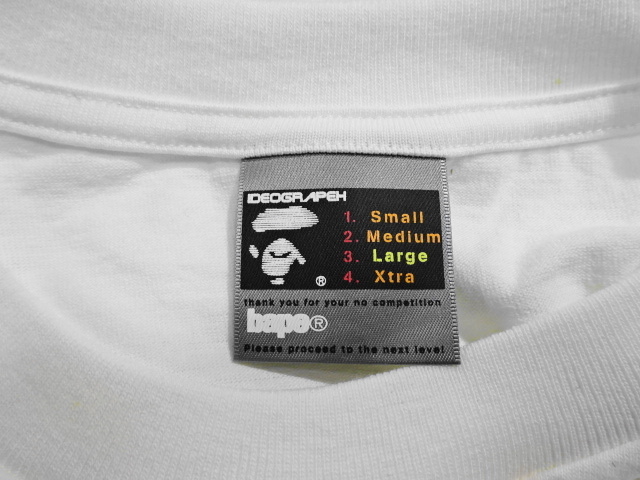 IDEOGRAPEH
1. Small
2. Medium
3. Large
4. Xtra
®
thank you for your no competition
bape®
Please proceed to the next level